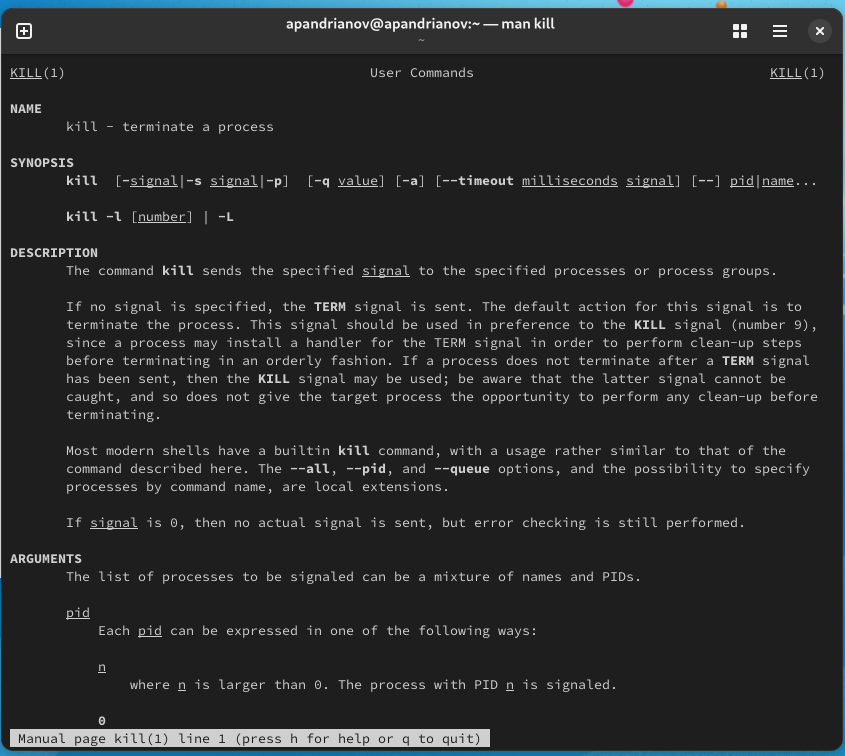 apandrianov@apandrianov:~ — man kill
~
KILL(1) User Commands KILL(1)
NAME
kill - terminate a process
SYNOPSIS
kill [-signal|-s signal|-p] [-q value] [-a] [--timeout milliseconds signal] [--] pid|name...
kill -l [number] | -L
DESCRIPTION
The command kill sends the specified signal to the specified processes or process groups.
If no signal is specified, the TERM signal is sent. The default action for this signal is to
terminate the process. This signal should be used in preference to the KILL signal (number 9),
since a process may install a handler for the TERM signal in order to perform clean-up steps
before terminating in an orderly fashion. If a process does not terminate after a TERM signal
has been sent, then the KILL signal may be used; be aware that the latter signal cannot be
caught, and so does not give the target process the opportunity to perform any clean-up before
terminating.
Most modern shells have a builtin kill command, with a usage rather similar to that of the
command described here. The --all, --pid, and --queue options, and the possibility to specify
processes by command name, are local extensions.
If signal is 0, then no actual signal is sent, but error checking is still performed.
ARGUMENTS
The list of processes to be signaled can be a mixture of names and PIDs.
pid
Each pid can be expressed in one of the following ways:
n
where n is larger than 0. The process with PID n is signaled.
0
Manual page kill(1) line 1 (press h for help or q to quit)